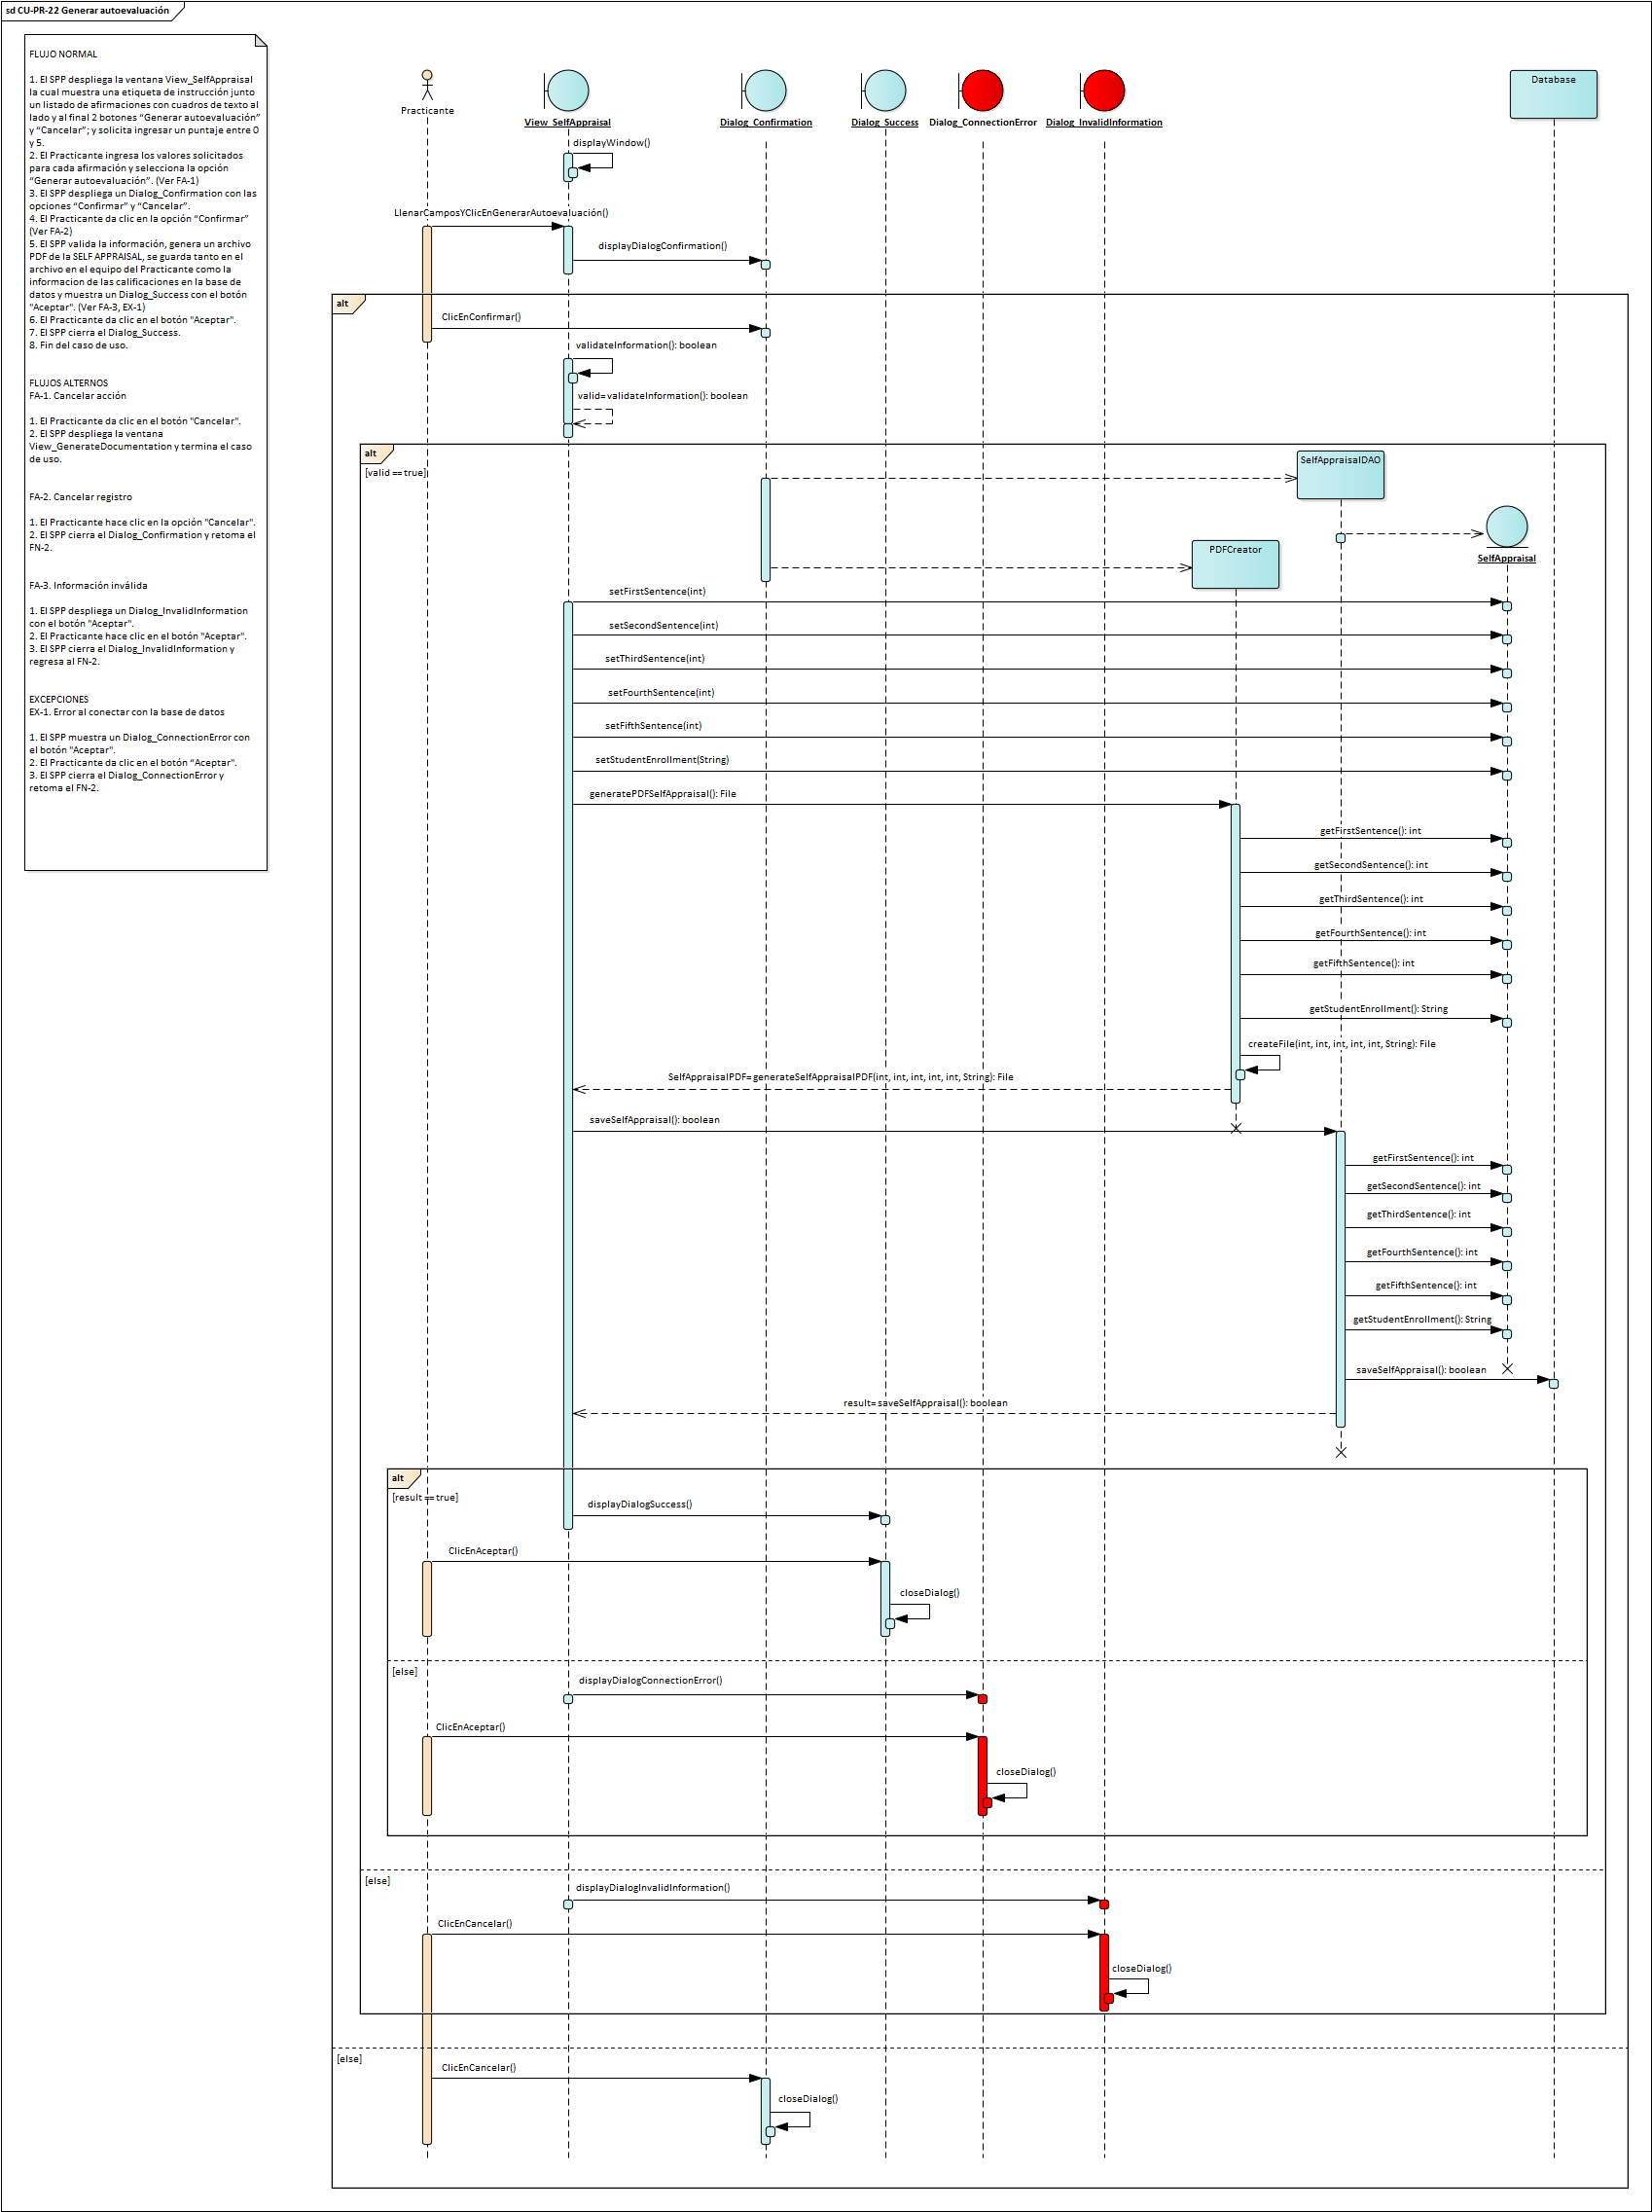 sd CU-PR-22 Generar autoevaluación
FLUJO NORMAL
1. El SPP despliega la ventana View_SelfAppraisal
la cual muestra una etiqueta de instrucción junto
un listado de afirmaciones con cuadros de texto al
lado y al final 2 botones “Generar autoevaluación”
y “Cancelar”; y solicita ingresar un puntaje entre 0
y 5.
2. El Practicante ingresa los valores solicitados
para cada afirmación y selecciona la opción
“Generar autoevaluación”. (Ver FA-1)
3. El SPP despliega un Dialog_Confirmation con las
opciones “Confirmar” y “Cancelar”.
4. El Practicante da clic en la opción “Confirmar”
(Ver FA-2)
5. El SPP valida la información, genera un archivo
PDF de la SELF APPRAISAL, se guarda tanto en el
archivo en el equipo del Practicante como la
informacion de las calificaciones en la base de
datos y muestra un Dialog_Success con el botón
"Aceptar". (Ver FA-3, EX-1)
6. El Practicante da clic en el botón "Aceptar".
7. El SPP cierra el Dialog_Success.
8. Fin del caso de uso.
FLUJOS ALTERNOS
FA-1. Cancelar acción
1. El Practicante da clic en el botón "Cancelar".
2. El SPP despliega la ventana
View_GenerateDocumentation y termina el caso
de uso.
FA-2. Cancelar registro
1. El Practicante hace clic en la opción "Cancelar".
2. El SPP cierra el Dialog_Confirmation y retoma el
FN-2.
FA-3. Información inválida
1. El SPP despliega un Dialog_InvalidInformation
con el botón "Aceptar".
2. El Practicante hace clic en el botón "Aceptar".
3. El SPP cierra el Dialog_InvalidInformation y
regresa al FN-2.
EXCEPCIONES
EX-1. Error al conectar con la base de datos
1. El SPP muestra un Dialog_ConnectionError con
el botón "Aceptar".
2. El Practicante da clic en el botón “Aceptar".
3. El SPP cierra el Dialog_ConnectionError y
retoma el FN-2.
Practicante
View_SelfAppraisal
Dialog_Confirmation
Dialog_Success
Dialog_ConnectionError
Dialog_InvalidInformation
Database
displayWindow()
LlenarCamposYClicEnGenerarAutoevaluación()
displayDialogConfirmation()
alt
ClicEnConfirmar()
validateInformation(): boolean
valid= validateInformation(): boolean
alt
[valid == true]
SelfAppraisalDAO
SelfAppraisal
PDFCreator
setFirstSentence(int)
setSecondSentence(int)
setThirdSentence(int)
setFourthSentence(int)
setFifthSentence(int)
setStudentEnrollment(String)
generatePDFSelfAppraisal(): File
getFirstSentence(): int
getSecondSentence(): int
getThirdSentence(): int
getFourthSentence(): int
getFifthSentence(): int
getStudentEnrollment(): String
createFile(int, int, int, int, int, String): File
SelfAppraisalPDF= generateSelfAppraisalPDF(int, int, int, int, int, String): File
saveSelfAppraisal(): boolean
getFirstSentence(): int
getSecondSentence(): int
getThirdSentence(): int
getFourthSentence(): int
getFifthSentence(): int
getStudentEnrollment(): String
saveSelfAppraisal(): boolean
result= saveSelfAppraisal(): boolean
alt
[result == true]
displayDialogSuccess()
ClicEnAceptar()
closeDialog()
[else]
displayDialogConnectionError()
ClicEnAceptar()
closeDialog()
[else]
displayDialogInvalidInformation()
ClicEnCancelar()
closeDialog()
[else]
ClicEnCancelar()
closeDialog()